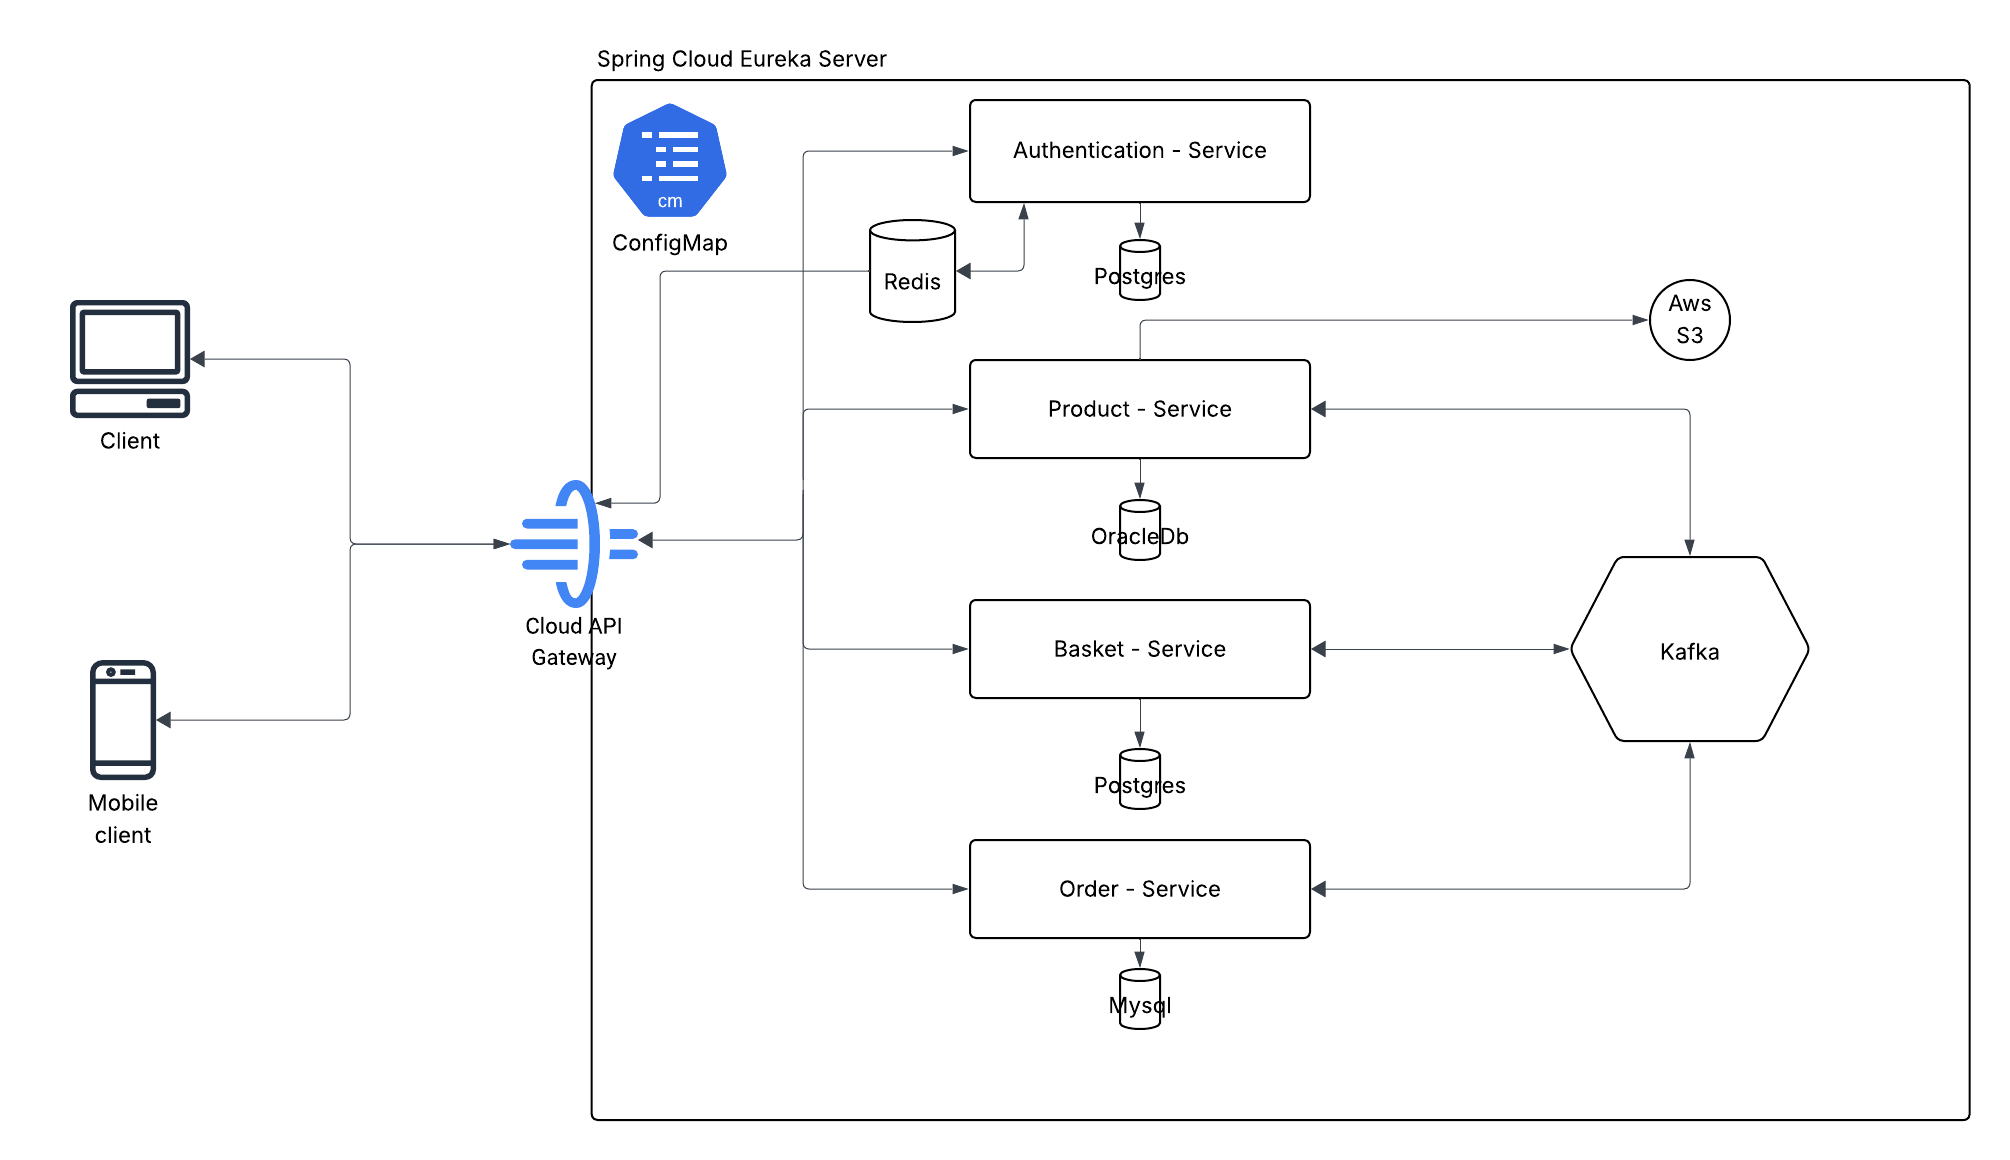 Spring Cloud Eureka Server
cm
ConfigMap
Authentication - Service
Redis
Postgres
Aws
S3
Client
Product - Service
OracleDb
Cloud API
Gateway
Basket - Service
Kafka
Postgres
Mobile
client
Order - Service
Mysql